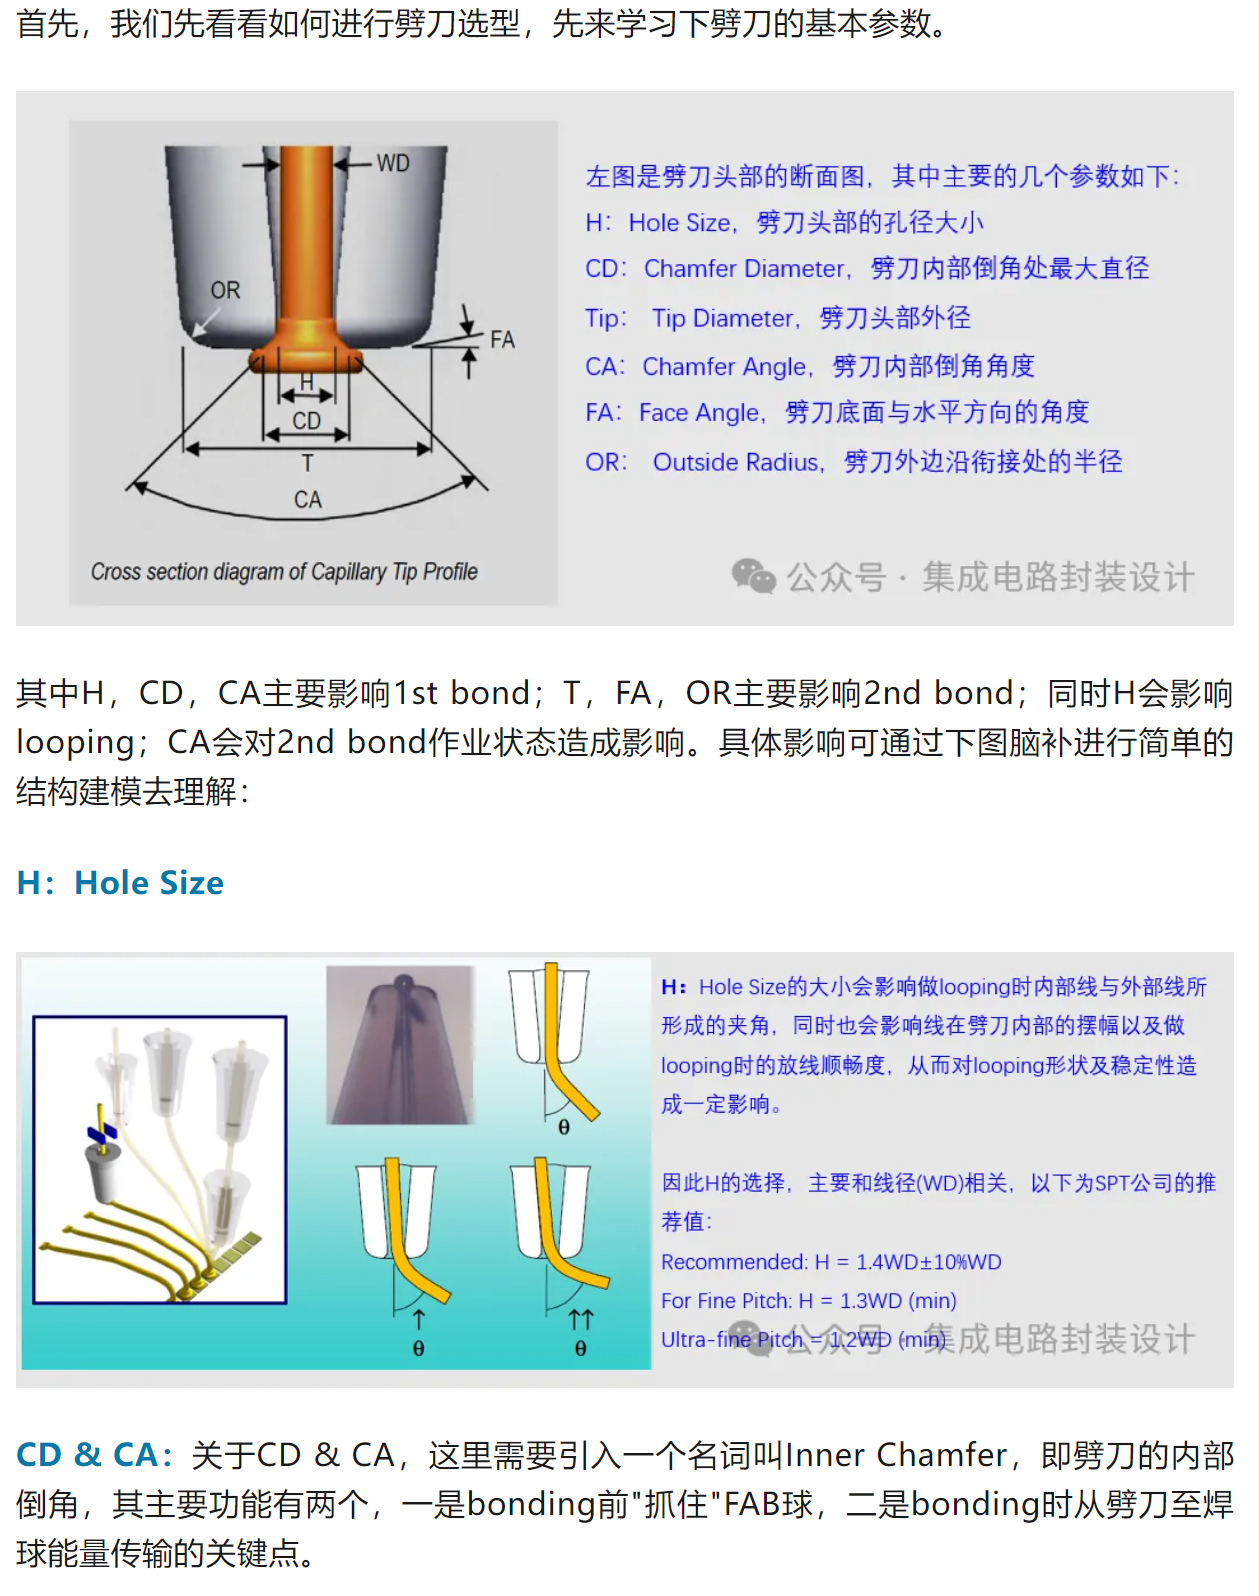 首先，我们先看看如何进行劈刀选型，先来学习下劈刀的基本参数。
WD
OR
FA
H
CD
T
CA
Cross section diagram of Capillary Tip Profile
左图是劈刀头部的断面图，其中主要的几个参数如下：
H：Hole Size，劈刀头部的孔径大小
CD：Chamfer Diameter，劈刀内部倒角处最大直径
Tip： Tip Diameter，劈刀头部外径
CA：Chamfer Angle，劈刀内部倒角角度
FA：Face Angle，劈刀底面与水平方向的角度
OR： Outside Radius，劈刀外边沿衔接处的半径
公众号 · 集成电路封装设计
其中H，CD，CA主要影响1st bond；T，FA，OR主要影响2nd bond；同时H会影响
looping；CA会对2nd bond作业状态造成影响。具体影响可通过下图脑补进行简单的
结构建模去理解：
H：Hole Size
θ
↑
θ
↑↑
θ
H：Hole Size的大小会影响做looping时内部线与外部线所
形成的夹角，同时也会影响线在劈刀内部的摆幅以及做
looping时的放线顺畅度，从而对looping形状及稳定性造
成一定影响。
因此H的选择，主要和线径(WD)相关，以下为SPT公司的推
荐值：
Recommended: H = 1.4WD±10%WD
For Fine Pitch: H = 1.3WD (min)
Ultra-fine Pitch = 1.2WD (min)
公众号 · 集成电路封装设计
CD & CA：关于CD & CA，这里需要引入一个名词叫Inner Chamfer，即劈刀的内部
倒角，其主要功能有两个，一是bonding前"抓住"FAB球，二是bonding时从劈刀至焊
球能量传输的关键点。